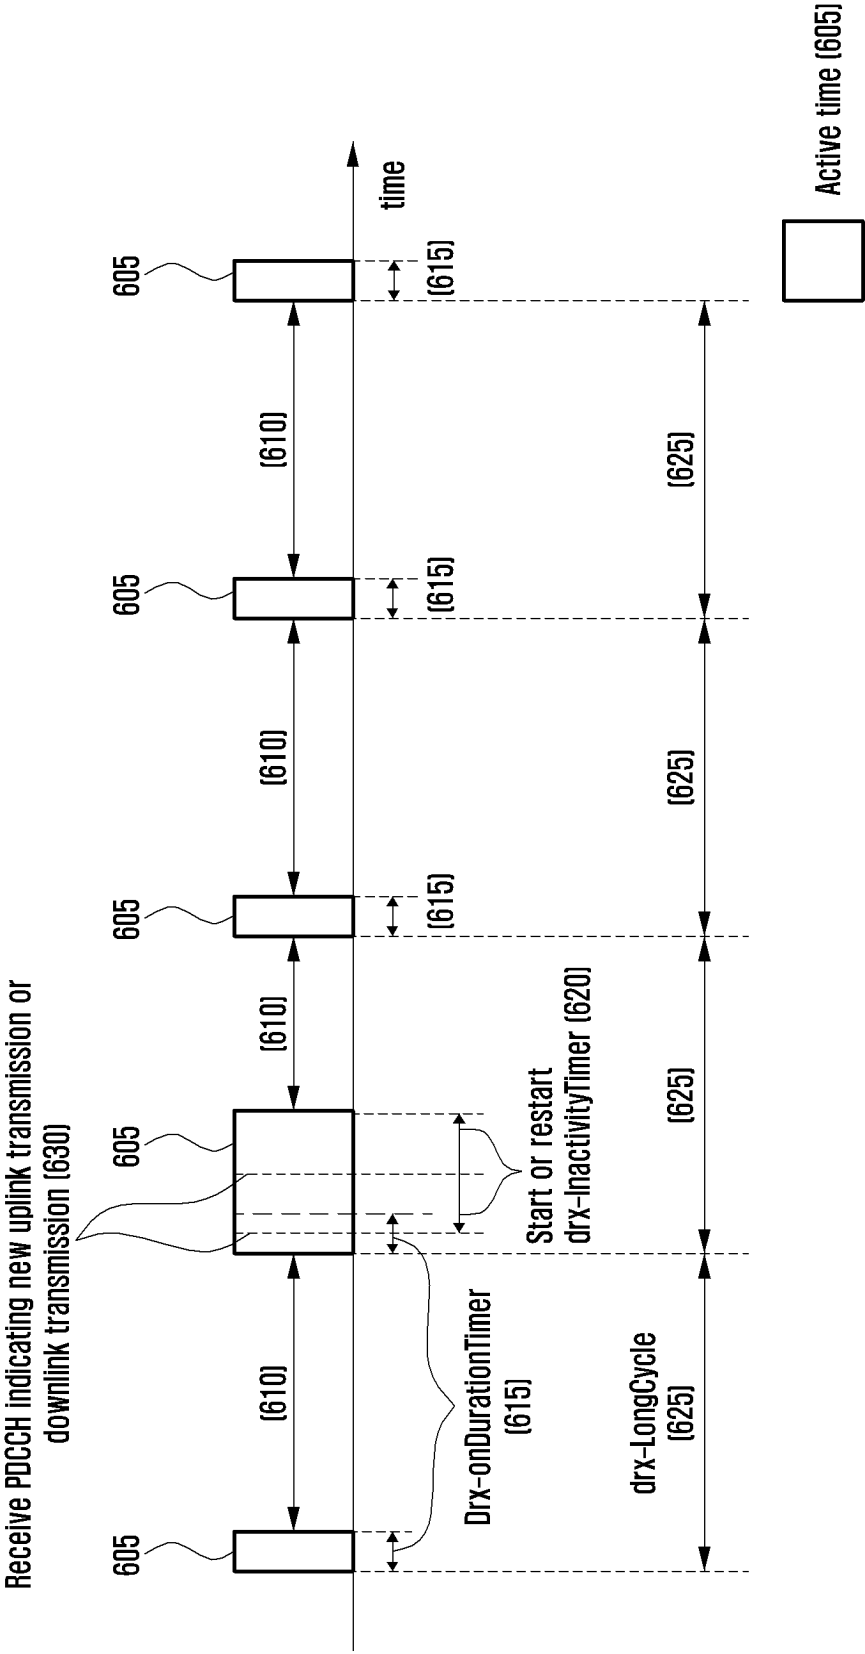 Receive PDCCH indicating new uplink transmission or
downlink transmission (630)
605
605
605
605
605
(610)
(610)
(610)
(610)
time
(615)
(615)
(615)
Drx-onDurationTimer
(615)
Start or restart
drx-InactivityTimer (620)
drx-LongCycle
(625)
(625)
(625)
(625)
Active time (605)